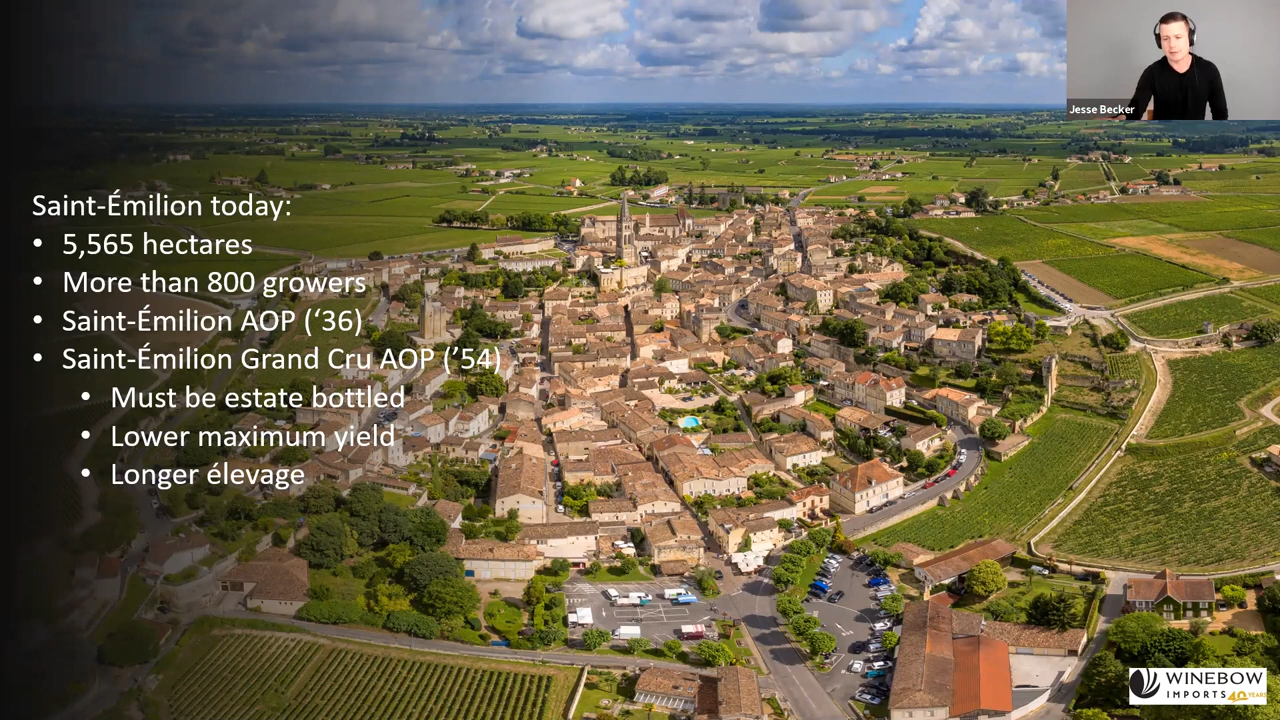 Jesse Becker
Saint-Émilion today:
• 5,565 hectares
• More than 800 growers
• Saint-Émilion AOP (‘36)
• Saint-Émilion Grand Cru AOP (’54)
• Must be estate bottled
• Lower maximum yield
• Longer élevage
WINEBOW
IMPORTS 40 YEARS